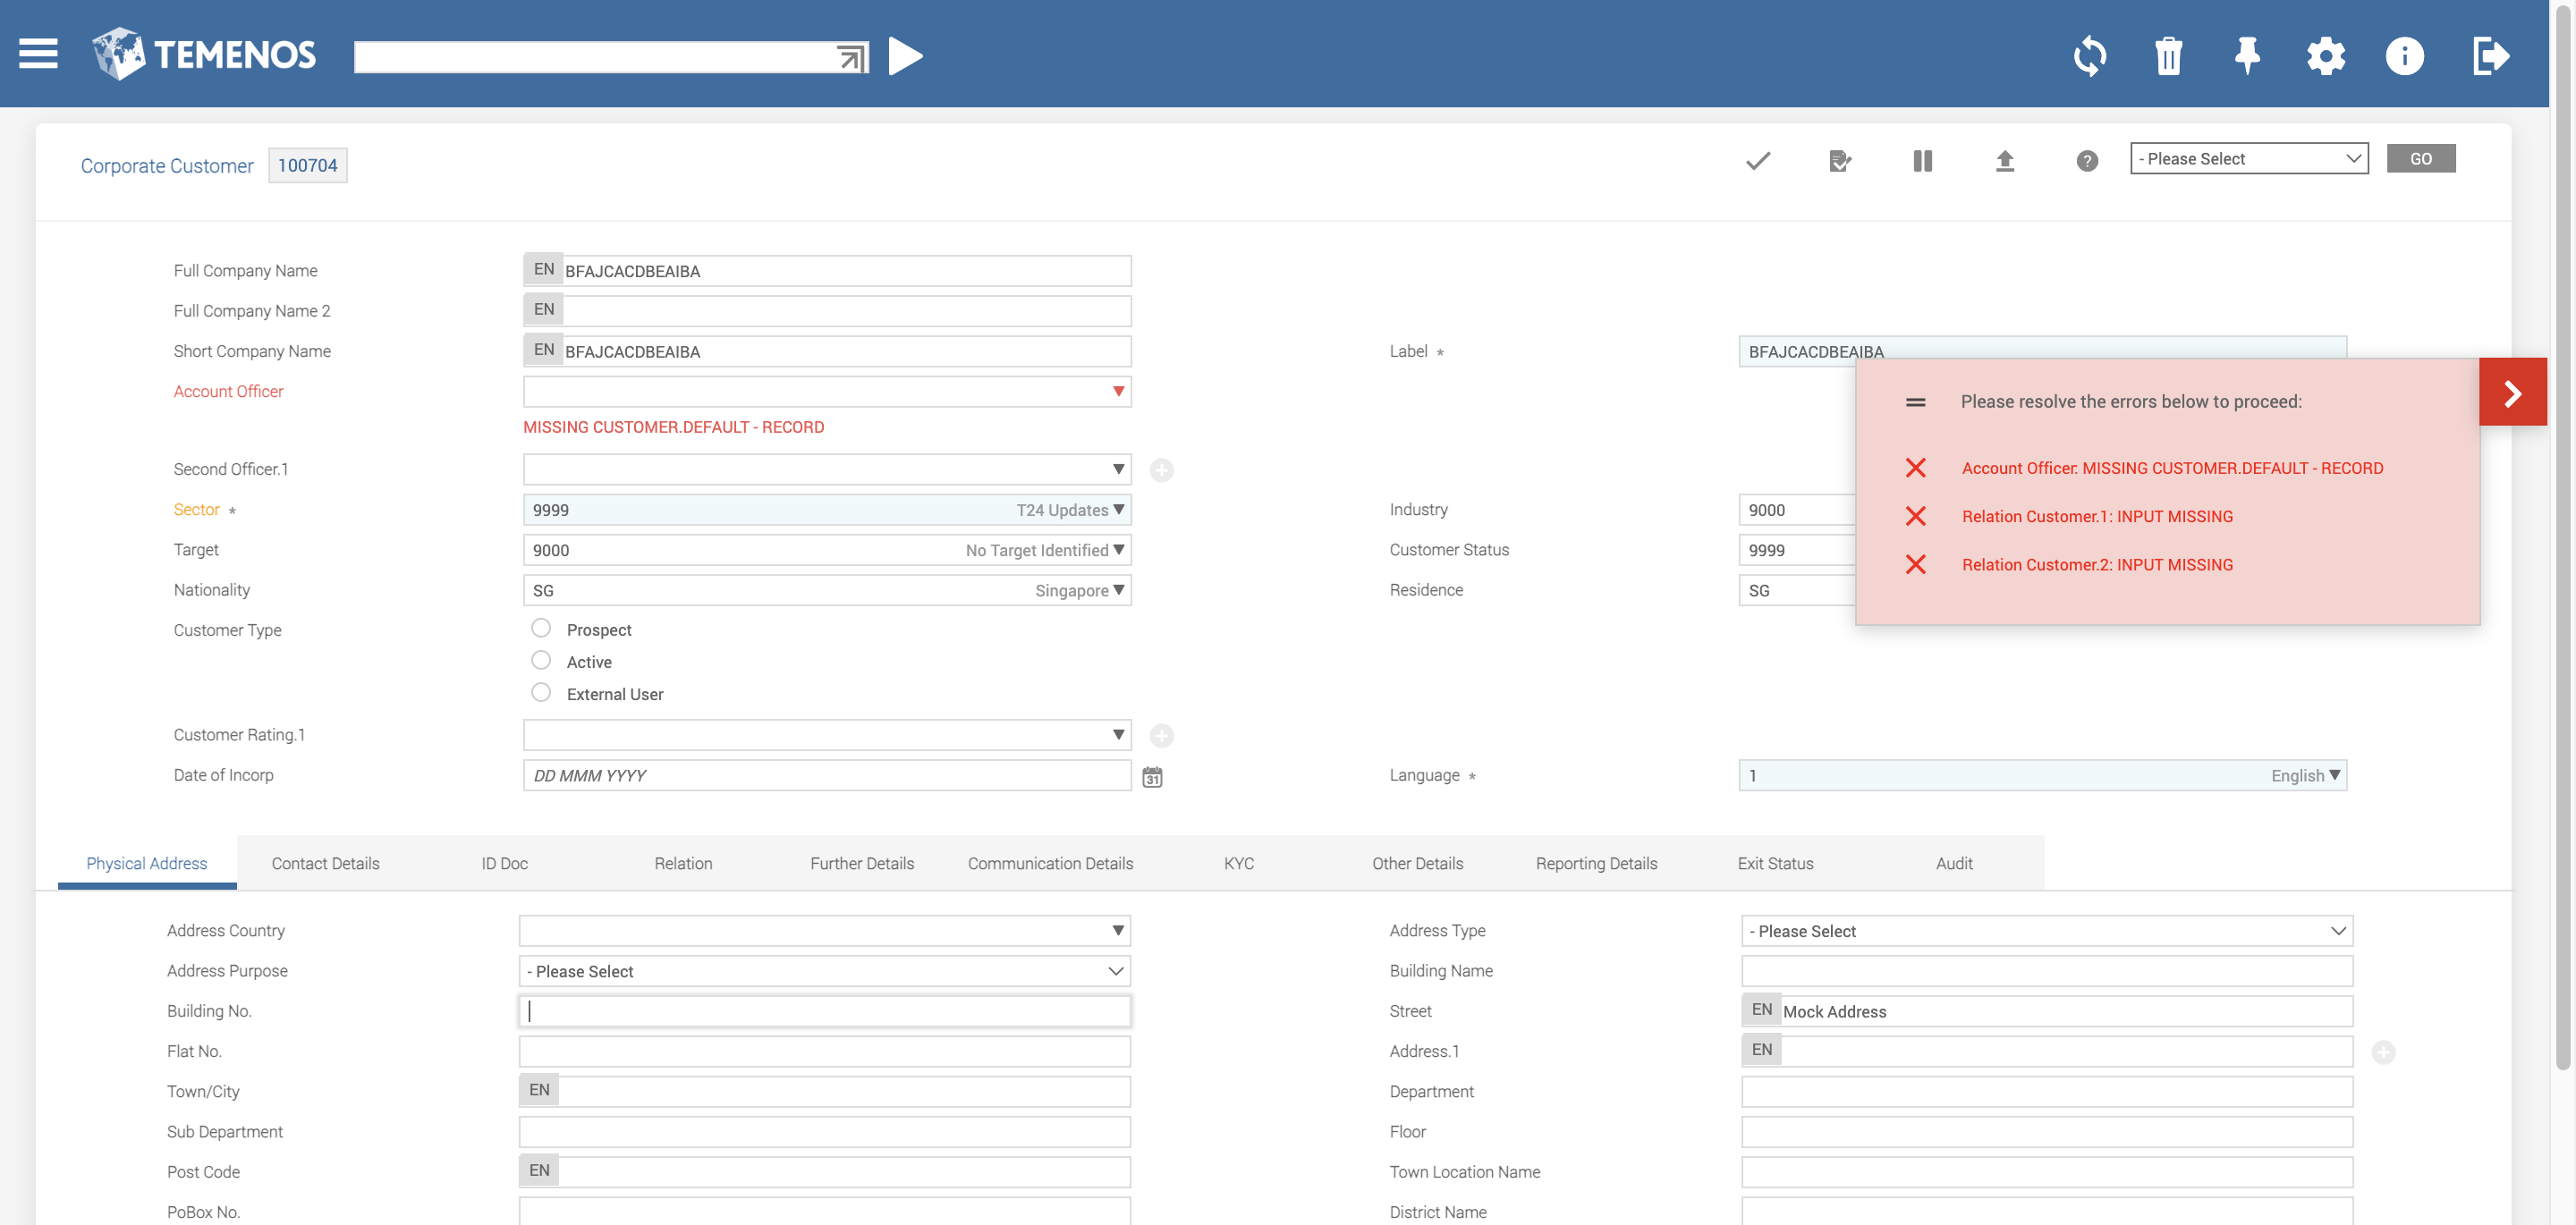 TEMENOS
Corporate Customer 100704
- Please Select GO
Full Company Name EN BFAJCACDBEAIBA
Full Company Name 2 EN
Short Company Name EN BFAJCACDBEAIBA Label * BFAJCACDBEAIBA
Account Officer
MISSING CUSTOMER.DEFAULT - RECORD
Please resolve the errors below to proceed:
Account Officer: MISSING CUSTOMER.DEFAULT - RECORD
Relation Customer.1: INPUT MISSING
Relation Customer.2: INPUT MISSING
Second Officer.1
Sector * 9999 T24 Updates Industry 9000
Target 9000 No Target Identified Customer Status 9999
Nationality SG Singapore Residence SG
Customer Type Prospect
Active
External User
Customer Rating.1
Date of Incorp DD MMM YYYY 31 Language * 1 English
Physical Address Contact Details ID Doc Relation Further Details Communication Details KYC Other Details Reporting Details Exit Status Audit
Address Country Address Type - Please Select
Address Purpose - Please Select Building Name
Building No. Street EN Mock Address
Flat No. Address.1 EN
Town/City EN Department
Sub Department Floor
Post Code EN Town Location Name
PoBox No. District Name